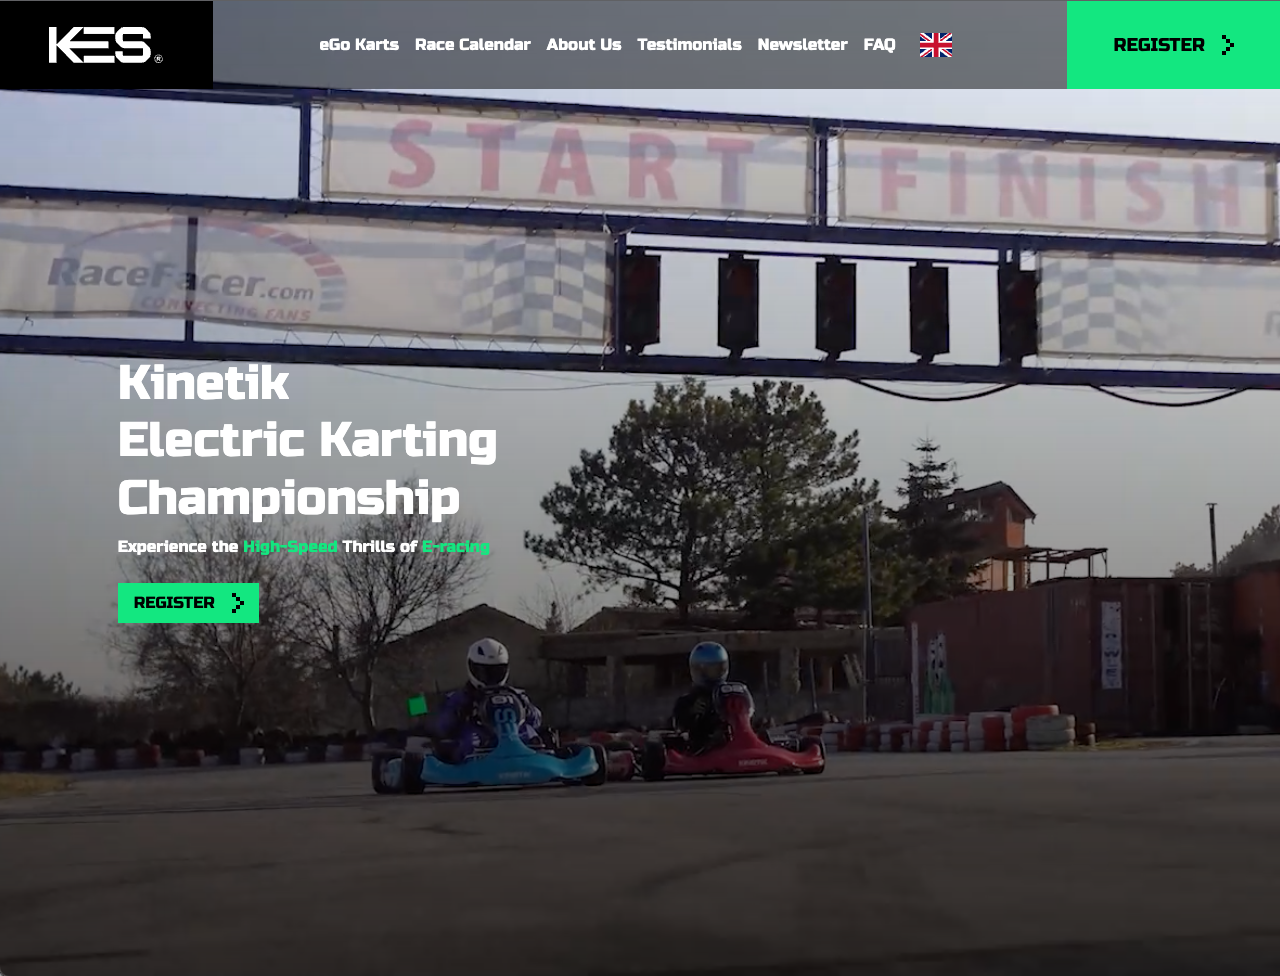 KES®
eGo Karts
Race Calendar
About Us
Testimonials
Newsletter
FAQ
REGISTER
START FINISH
RaceFacer.com
CONNECTING FANS
Kinetik
Electric Karting
Championship
Experience the High-Speed Thrills of E-racing
REGISTER